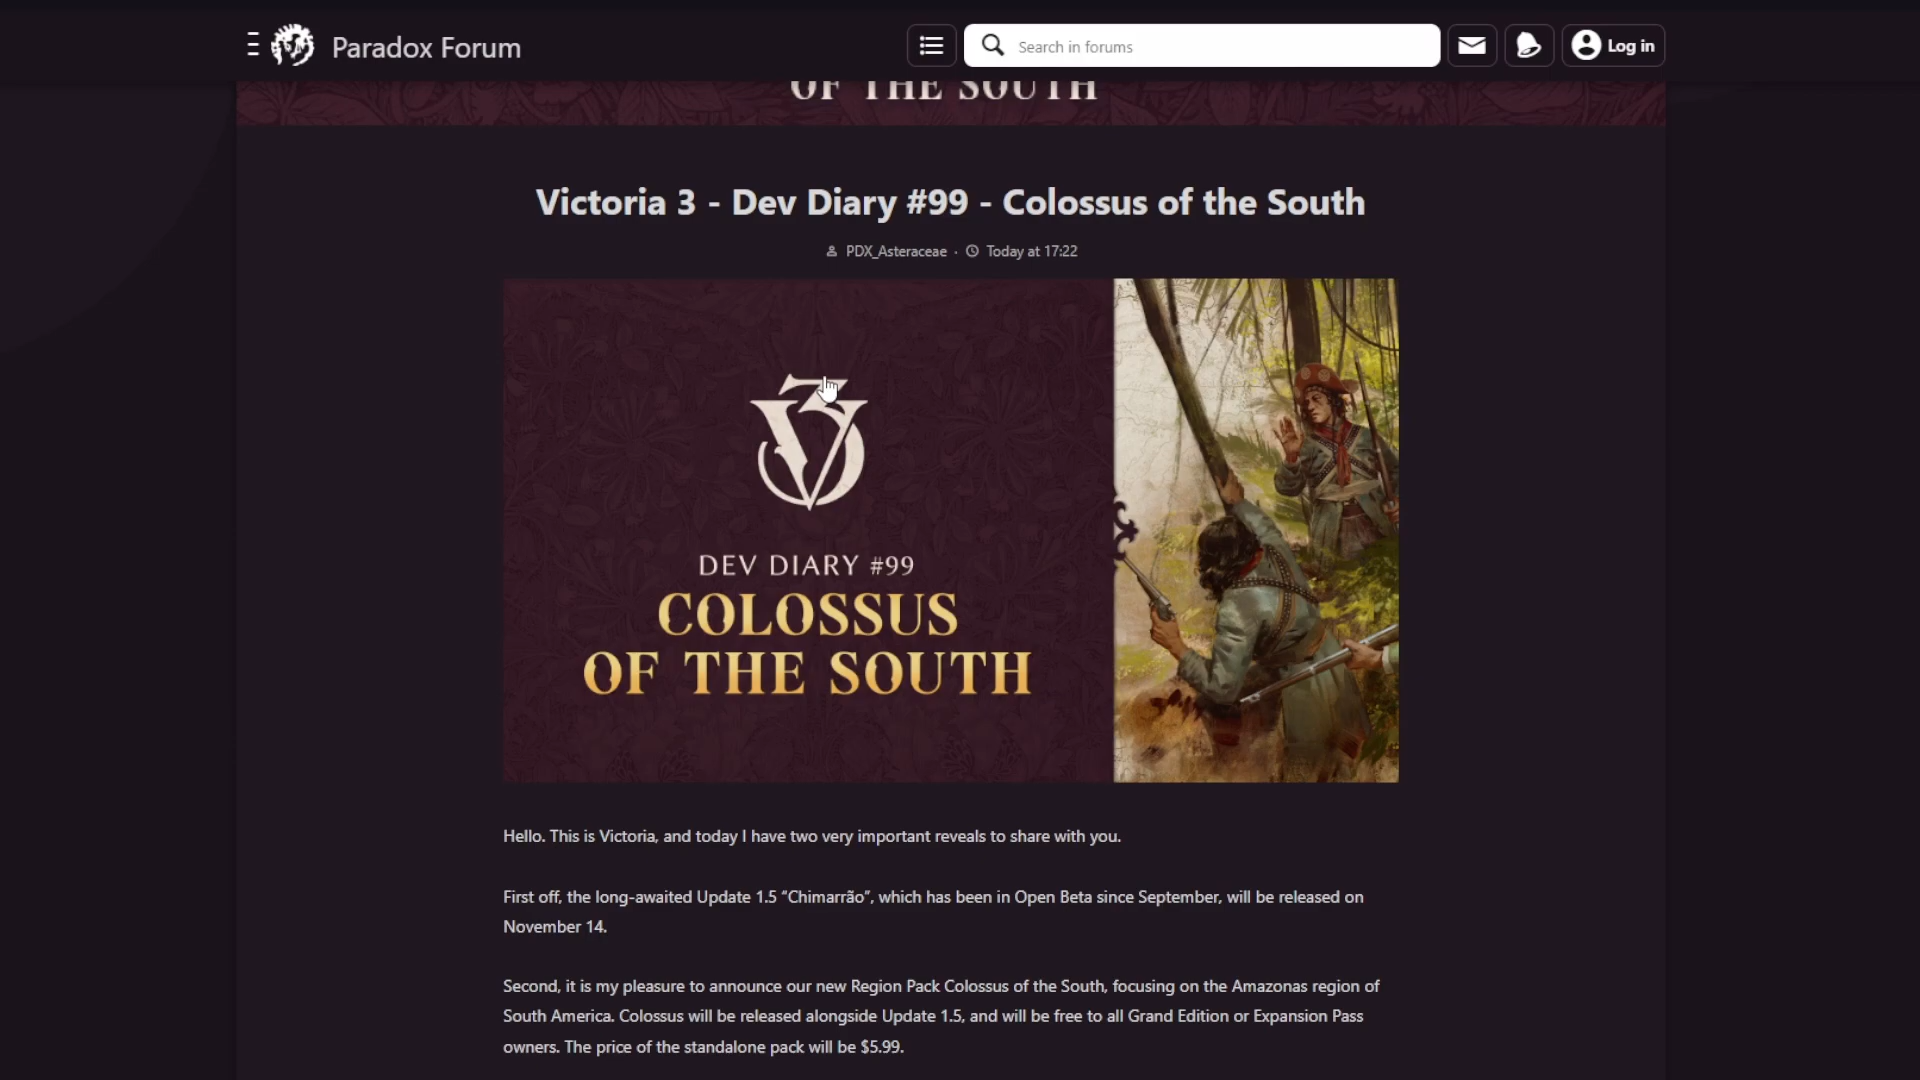 Paradox Forum
Search in forums
Log in
OF THE SOUTH
Victoria 3 - Dev Diary #99 - Colossus of the South
PDX_Asteraceae · Today at 17:22
DEV DIARY #99
COLOSSUS
OF THE SOUTH
Hello. This is Victoria, and today I have two very important reveals to share with you.
First off, the long-awaited Update 1.5 “Chimarrão”, which has been in Open Beta since September, will be released on
November 14.
Second, it is my pleasure to announce our new Region Pack Colossus of the South, focusing on the Amazonas region of
South America. Colossus will be released alongside Update 1.5, and will be free to all Grand Edition or Expansion Pass
owners. The price of the standalone pack will be $5.99.